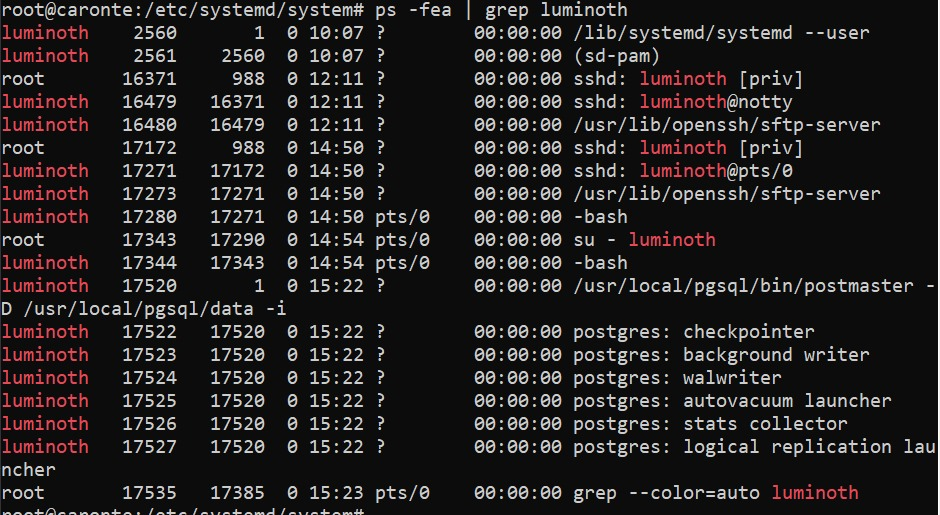 root@caronte:/etc/systemd/system# ps -fea | grep luminoth
luminoth    2560       1  0 10:07 ?        00:00:00 /lib/systemd/systemd --user
luminoth    2561    2560  0 10:07 ?        00:00:00 (sd-pam)
root       16371     988  0 12:11 ?        00:00:00 sshd: luminoth [priv]
luminoth   16479   16371  0 12:11 ?        00:00:00 sshd: luminoth@notty
luminoth   16480   16479  0 12:11 ?        00:00:00 /usr/lib/openssh/sftp-server
root       17172     988  0 14:50 ?        00:00:00 sshd: luminoth [priv]
luminoth   17271   17172  0 14:50 ?        00:00:00 sshd: luminoth@pts/0
luminoth   17273   17271  0 14:50 ?        00:00:00 /usr/lib/openssh/sftp-server
luminoth   17280   17271  0 14:50 pts/0    00:00:00 -bash
root       17343   17290  0 14:54 pts/0    00:00:00 su - luminoth
luminoth   17344   17343  0 14:54 pts/0    00:00:00 -bash
luminoth   17520       1  0 15:22 ?        00:00:00 /usr/local/pgsql/bin/postmaster -
D /usr/local/pgsql/data -i
luminoth   17522   17520  0 15:22 ?        00:00:00 postgres: checkpointer
luminoth   17523   17520  0 15:22 ?        00:00:00 postgres: background writer
luminoth   17524   17520  0 15:22 ?        00:00:00 postgres: walwriter
luminoth   17525   17520  0 15:22 ?        00:00:00 postgres: autovacuum launcher
luminoth   17526   17520  0 15:22 ?        00:00:00 postgres: stats collector
luminoth   17527   17520  0 15:22 ?        00:00:00 postgres: logical replication lau
ncher
root       17535   17385  0 15:23 pts/0    00:00:00 grep --color=auto luminoth
root@caronte:/etc/systemd/system#